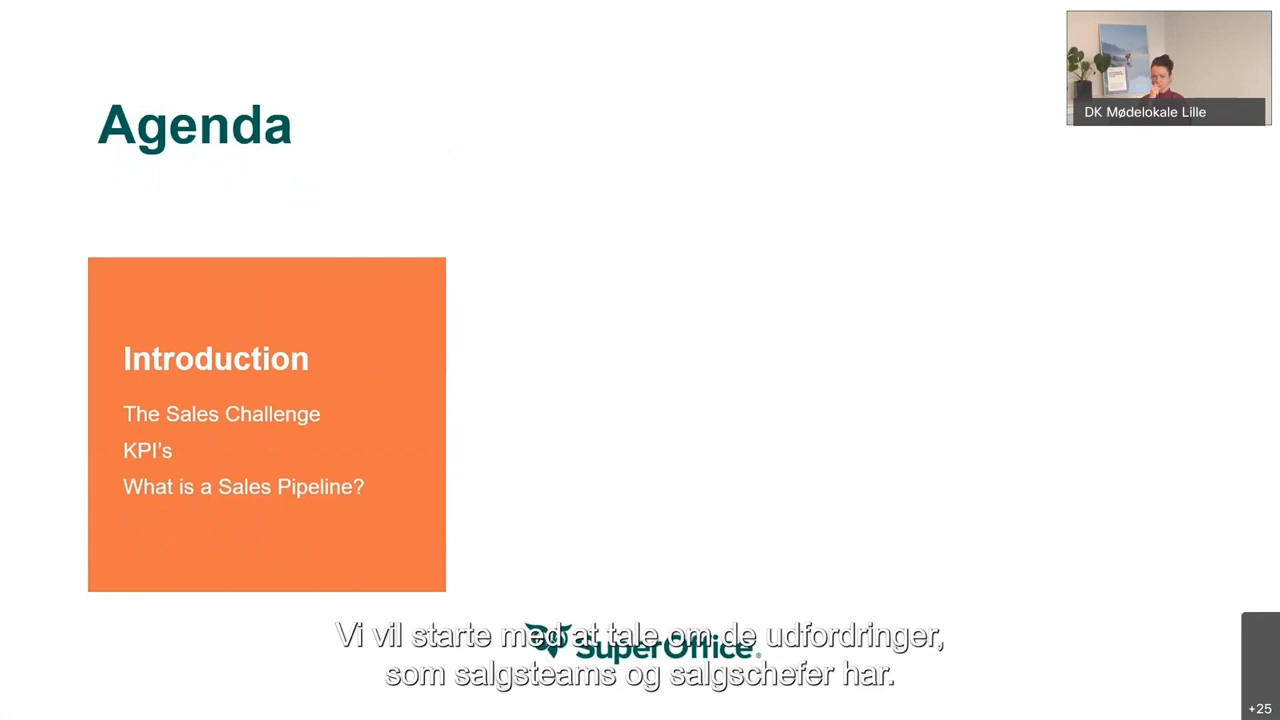 Agenda
DK Mødelokale Lille
Introduction
The Sales Challenge
KPI's
What is a Sales Pipeline?
SuperOffice®
Vi vil starte med at tale om de udfordringer,
som salgsteams og salgschefer har.
+25